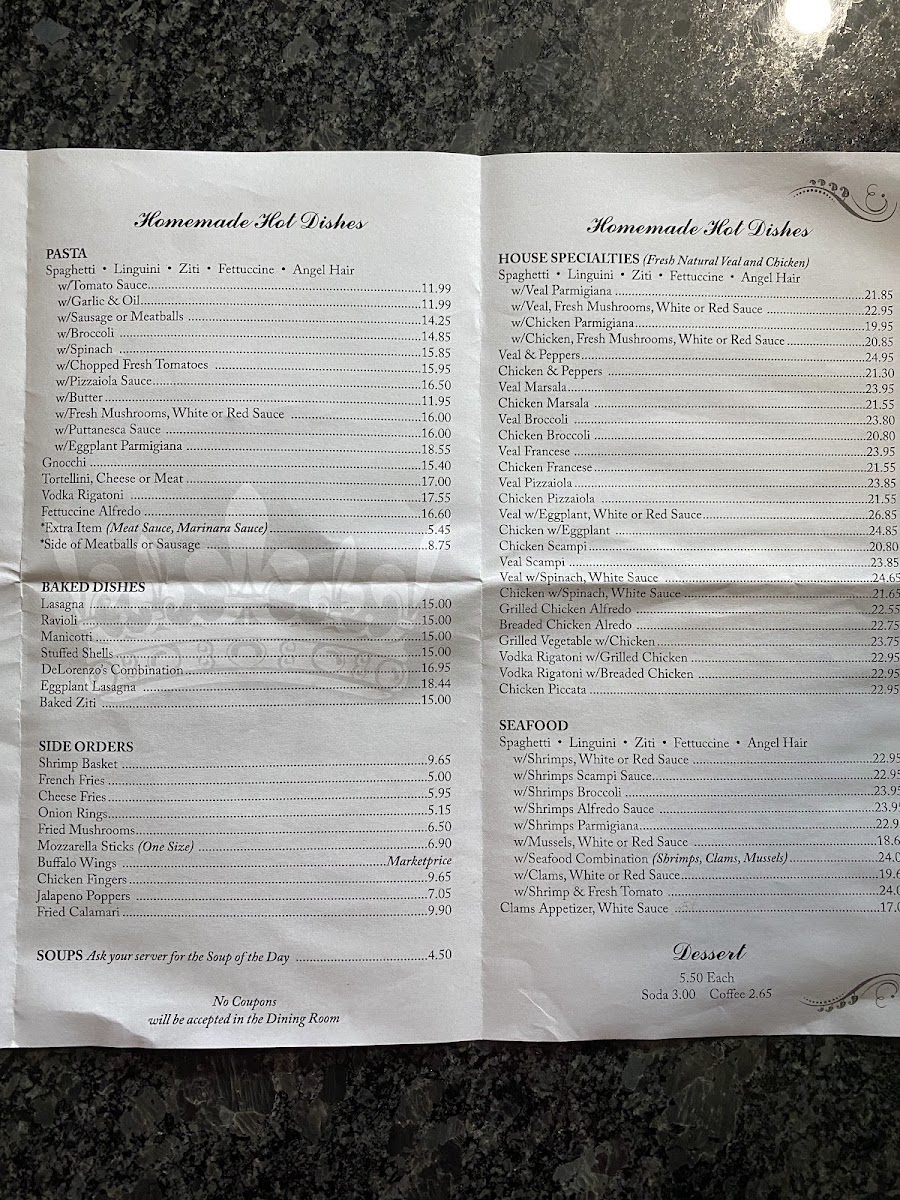 Homemade Hot Dishes
PASTA
Spaghetti • Linguini • Ziti • Fettuccine • Angel Hair
w/Tomato Sauce 11.99
w/Garlic & Oil 11.99
w/Sausage or Meatballs 14.25
w/Broccoli 14.85
w/Spinach 15.85
w/Chopped Fresh Tomatoes 15.95
w/Pizzaiola Sauce 16.50
w/Butter 11.95
w/Fresh Mushrooms, White or Red Sauce 16.00
w/Puttanesca Sauce 16.00
w/Eggplant Parmigiana 18.55
Gnocchi 15.40
Tortellini, Cheese or Meat 17.00
Vodka Rigatoni 17.55
Fettuccine Alfredo 16.60
*Extra Item (Meat Sauce, Marinara Sauce) 5.45
*Side of Meatballs or Sausage 8.75
BAKED DISHES
Lasagna 15.00
Ravioli 15.00
Manicotti 15.00
Stuffed Shells 15.00
DeLorenzo's Combination 16.95
Eggplant Lasagna 18.44
Baked Ziti 15.00
SIDE ORDERS
Shrimp Basket 9.65
French Fries 5.00
Cheese Fries 5.95
Onion Rings 5.15
Fried Mushrooms 6.50
Mozzarella Sticks (One Size) 6.90
Buffalo Wings Marketprice
Chicken Fingers 9.65
Jalapeno Poppers 7.05
Fried Calamari 9.90
SOUPS Ask your server for the Soup of the Day 4.50
No Coupons
will be accepted in the Dining Room
Homemade Hot Dishes
HOUSE SPECIALTIES (Fresh Natural Veal and Chicken)
Spaghetti • Linguini • Ziti • Fettuccine • Angel Hair
w/Veal Parmigiana 21.85
w/Veal, Fresh Mushrooms, White or Red Sauce 22.95
w/Chicken Parmigiana 19.95
w/Chicken, Fresh Mushrooms, White or Red Sauce 20.85
Veal & Peppers 24.95
Chicken & Peppers 21.30
Veal Marsala 23.95
Chicken Marsala 21.55
Veal Broccoli 23.80
Chicken Broccoli 20.80
Veal Francese 23.95
Chicken Francese 21.55
Veal Pizzaiola 23.85
Chicken Pizzaiola 21.55
Veal w/Eggplant, White or Red Sauce 26.85
Chicken w/Eggplant 24.85
Chicken Scampi 20.80
Veal Scampi 23.85
Veal w/Spinach, White Sauce 24.65
Chicken w/Spinach, White Sauce 21.65
Grilled Chicken Alfredo 22.55
Breaded Chicken Alredo 22.75
Grilled Vegetable w/Chicken 23.75
Vodka Rigatoni w/Grilled Chicken 22.95
Vodka Rigatoni w/Breaded Chicken 22.95
Chicken Piccata 22.95
SEAFOOD
Spaghetti • Linguini • Ziti • Fettuccine • Angel Hair
w/Shrimps, White or Red Sauce 22.95
w/Shrimps Scampi Sauce 22.95
w/Shrimps Broccoli 23.95
w/Shrimps Alfredo Sauce 23.9
w/Shrimps Parmigiana 22.9
w/Mussels, White or Red Sauce 18.6
w/Seafood Combination (Shrimps, Clams, Mussels) 24.0
w/Clams, White or Red Sauce 19.6
w/Shrimp & Fresh Tomato 24.0
Clams Appetizer, White Sauce 17.0
Dessert
5.50 Each
Soda 3.00 Coffee 2.65